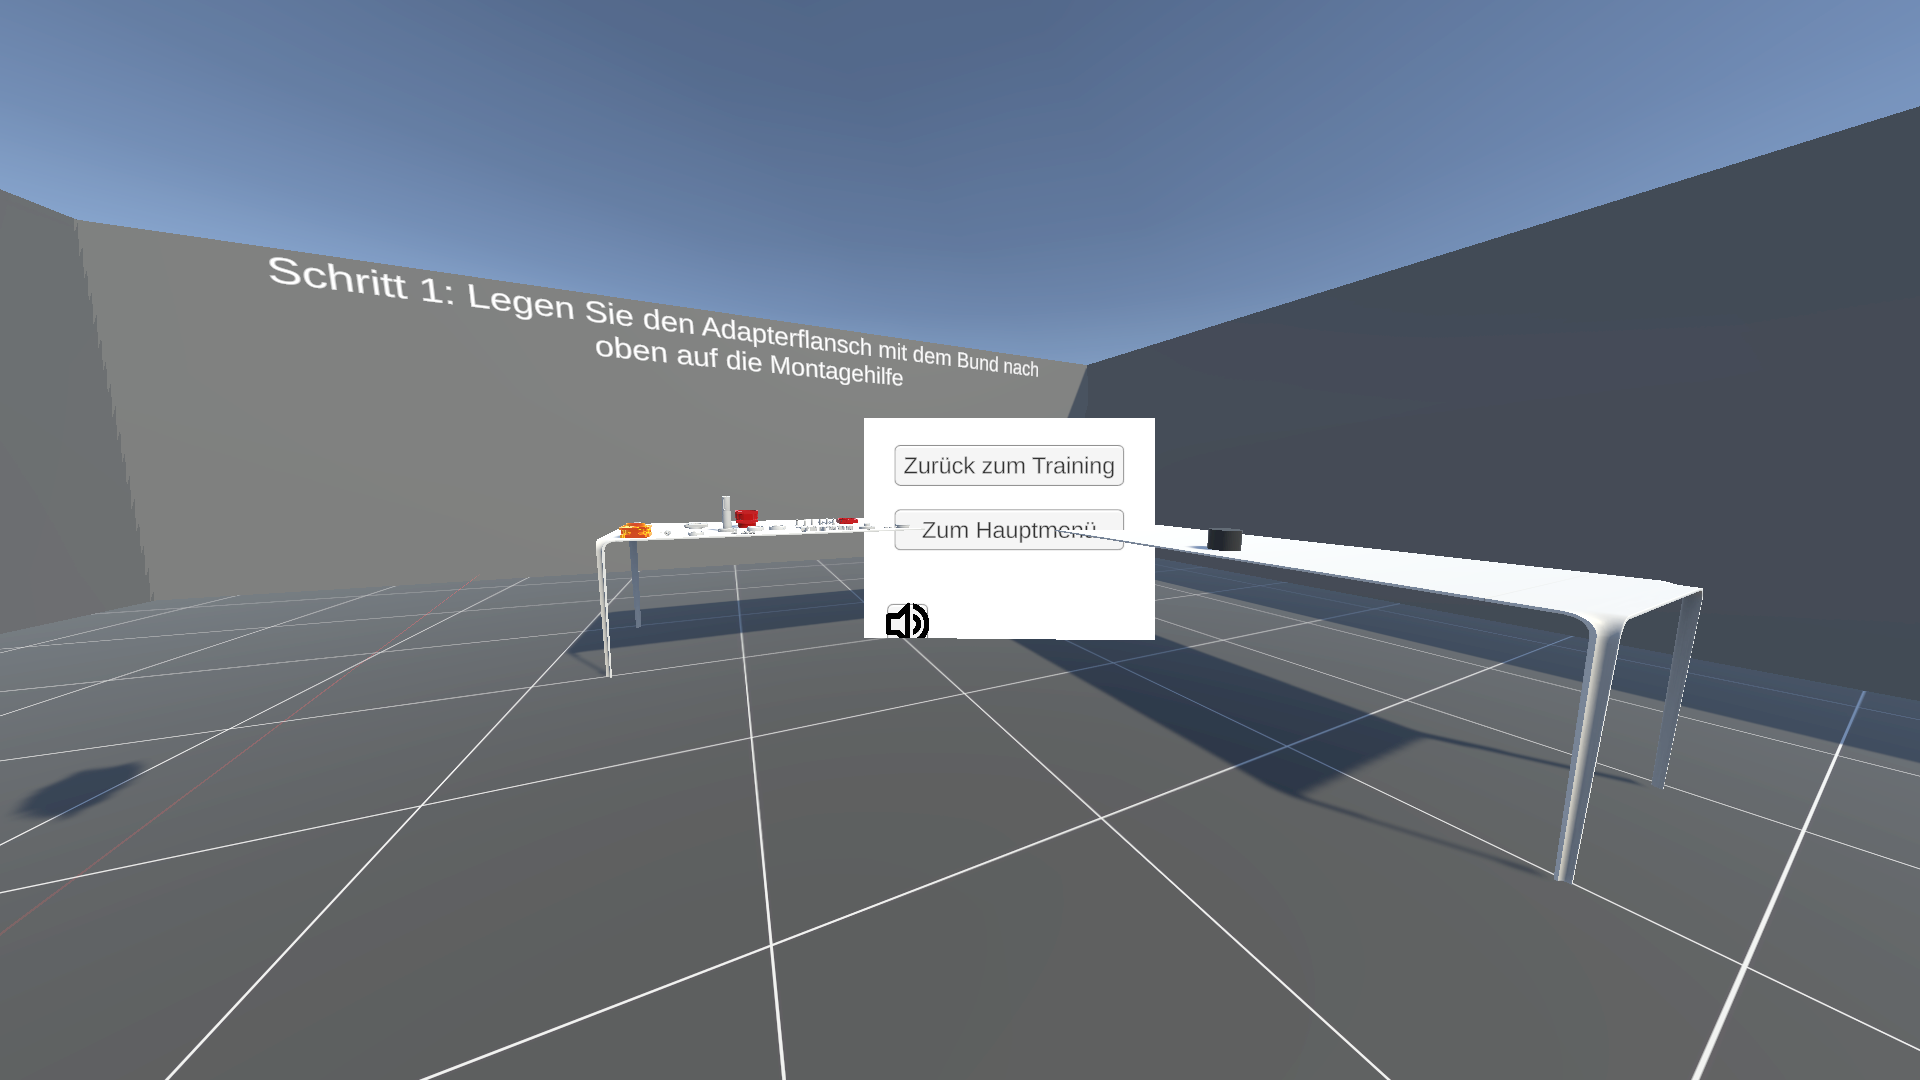 Schritt 1: Legen Sie den Adapterflansch mit dem Bund nach
oben auf die Montagehilfe
Zurück zum Training
Zum Hauptmenü